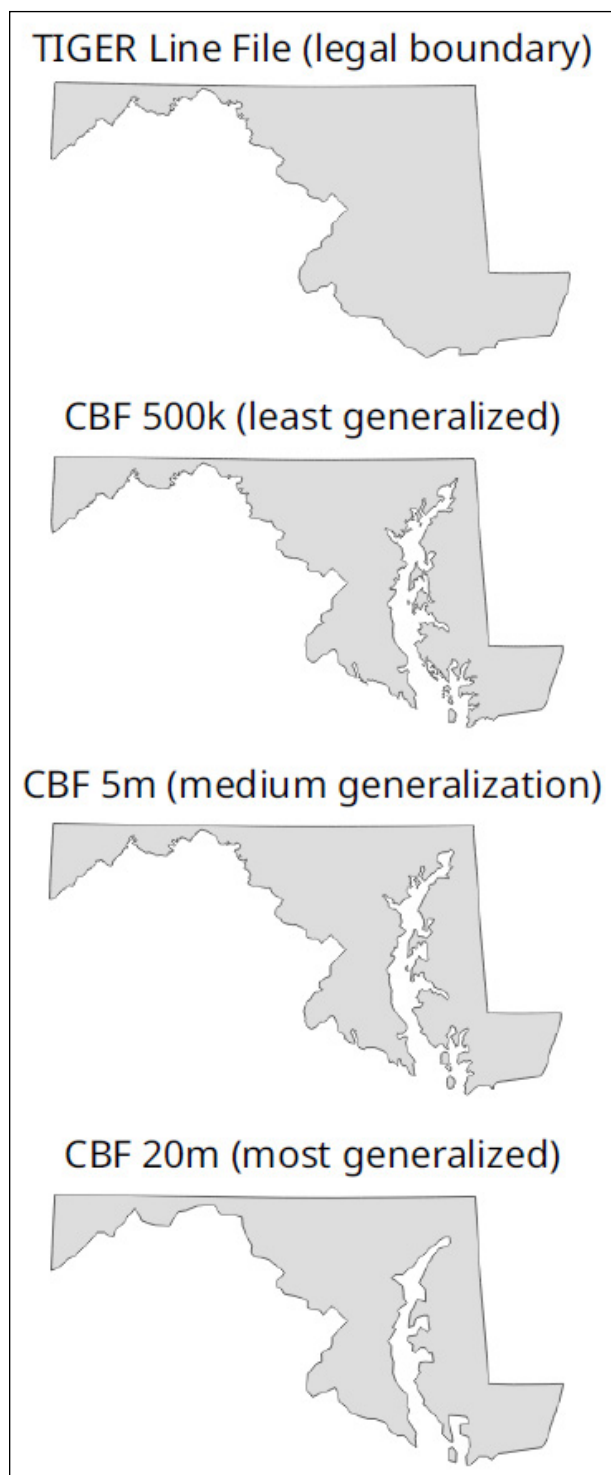 TIGER Line File (legal boundary)
CBF 500k (least generalized)
CBF 5m (medium generalization)
CBF 20m (most generalized)